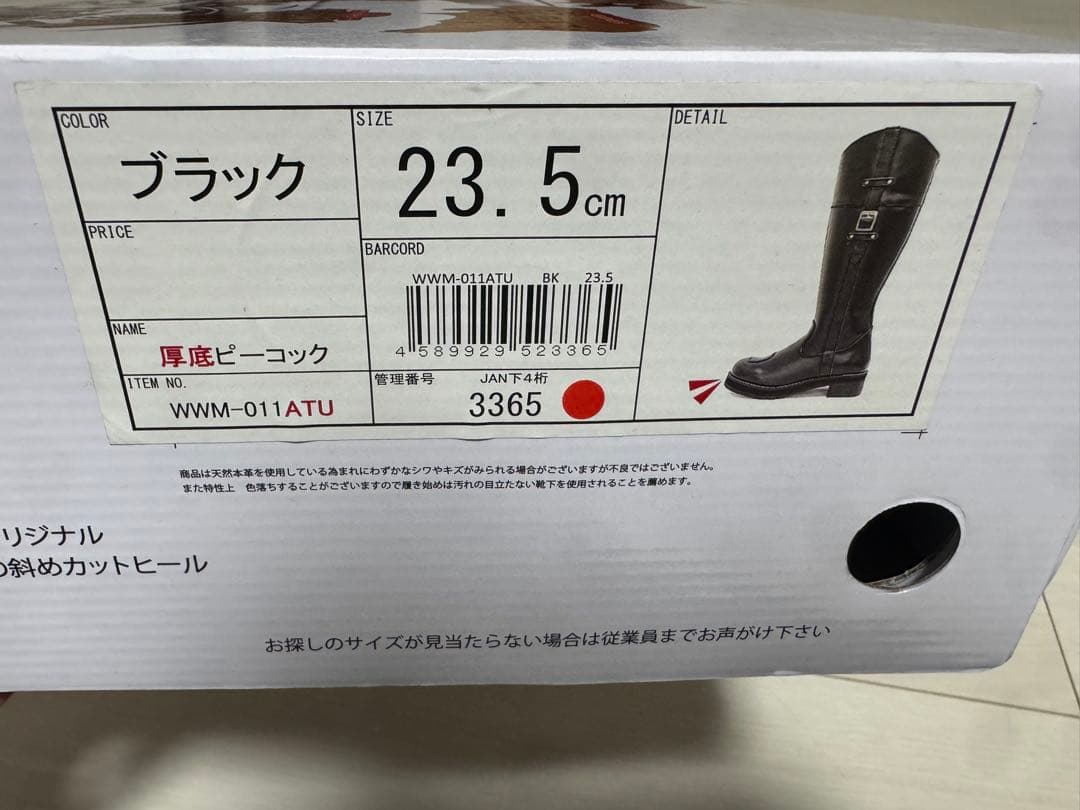 COLOR
ブラック
SIZE
23.5cm
DETAIL
PRICE
BARCORD
WWM-011ATU BK 23.5
4 589929 523365
NAME
厚底ピーコック
ITEM NO.
WWM-011ATU
管理番号
JAN下4桁
3365
商品は天然本革を使用している為まれにわずかなシワやキズがみられる場合がございますが不良ではございません。
また特性上 色落ちすることがございますので履き始めは汚れの目立たない靴下を使用されることを薦めます。
リジナル
の斜めカットヒール
お探しのサイズが見当たらない場合は従業員までお声がけ下さい